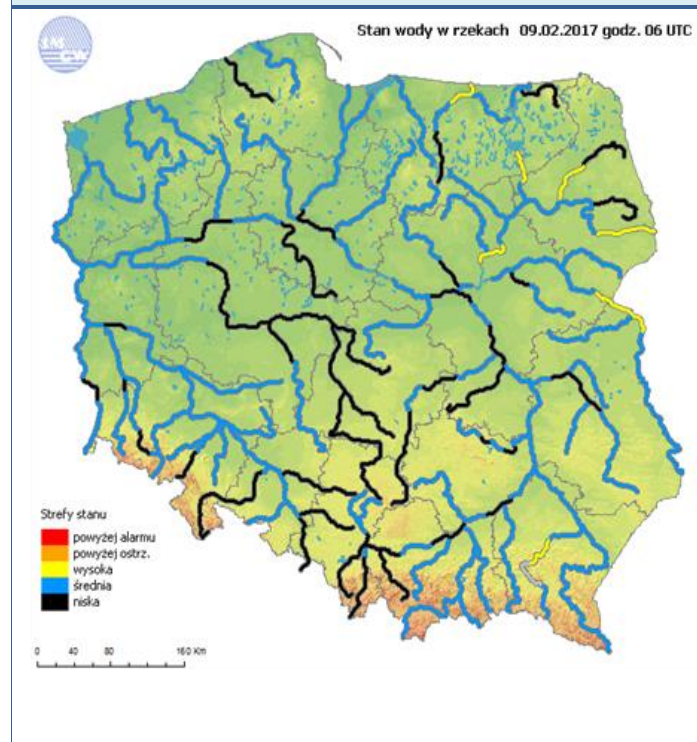 Stan wody w rzekach 09.02.2017 godz. 06 UTC
Strefy stanu
powyżej alarmu
powyżej ostrz.
wysoka
średnia
niska
0 40 80 160 Km